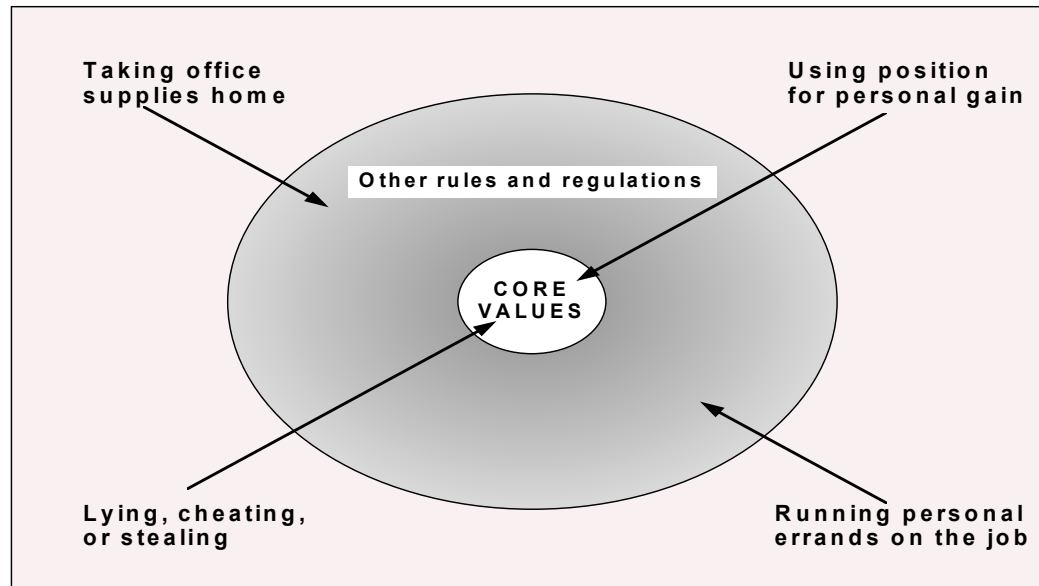 Taking office
supplies home
Using position
for personal gain
Other rules and regulations
CORE
VALUES
Lying, cheating,
or stealing
Running personal
errands on the job